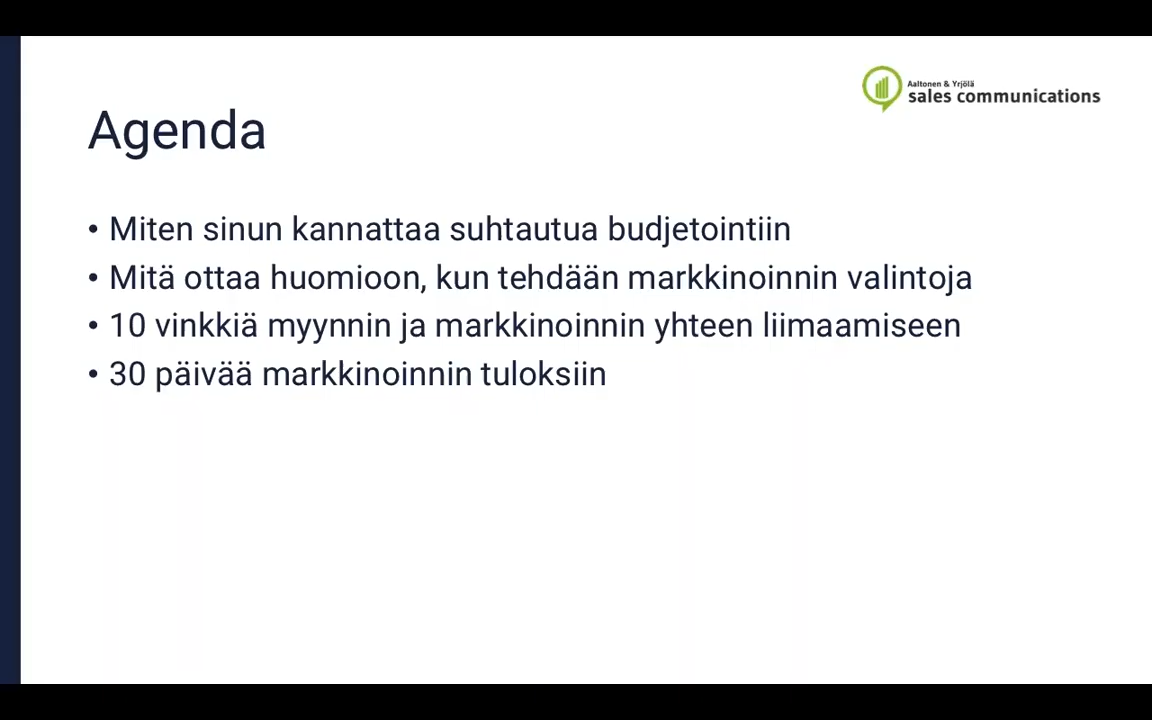 Aaltonen & Yrjölä
sales communications
Agenda
• Miten sinun kannattaa suhtautua budjetointiin
• Mitä ottaa huomioon, kun tehdään markkinoinnin valintoja
• 10 vinkkiä myynnin ja markkinoinnin yhteen liimaamiseen
• 30 päivää markkinoinnin tuloksiin